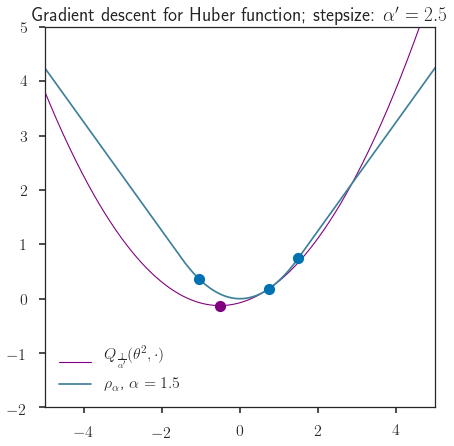 Gradient descent for Huber function; stepsize: α′ = 2.5
5
4
3
2
1
0
−1
−2
Q_{\frac{1}{α′}}(θ², ·)
ρ_α, α = 1.5
−4 −2 0 2 4